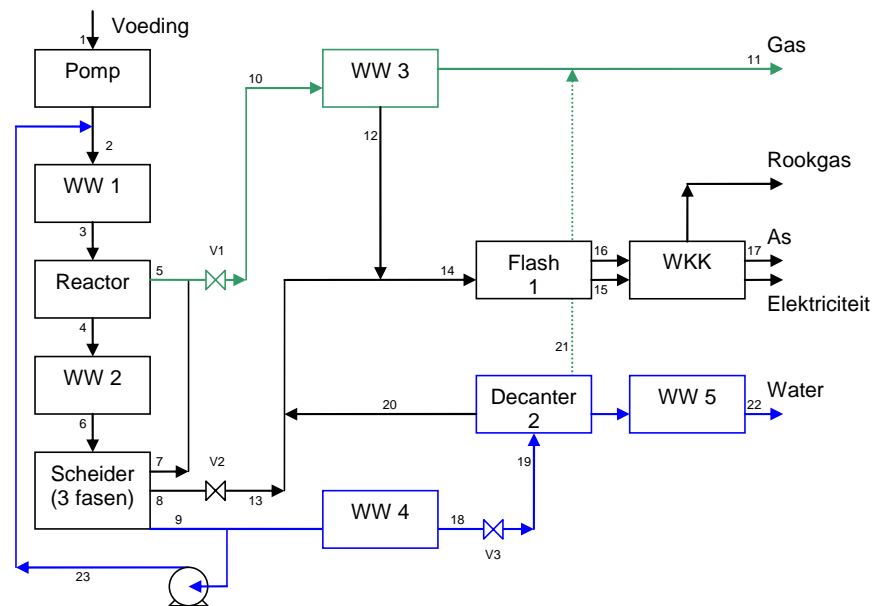 Voeding
1
Pomp
2
WW 1
3
Reactor
4
WW 2
6
Scheider
(3 fasen)
5
V1
7
8
V2
13
9
23
10
WW 3
11
Gas
12
14
Flash
1
16
15
WKK
Rookgas
17
As
Elektriciteit
21
20
Decanter
2
WW 5
22
Water
19
WW 4
18
V3